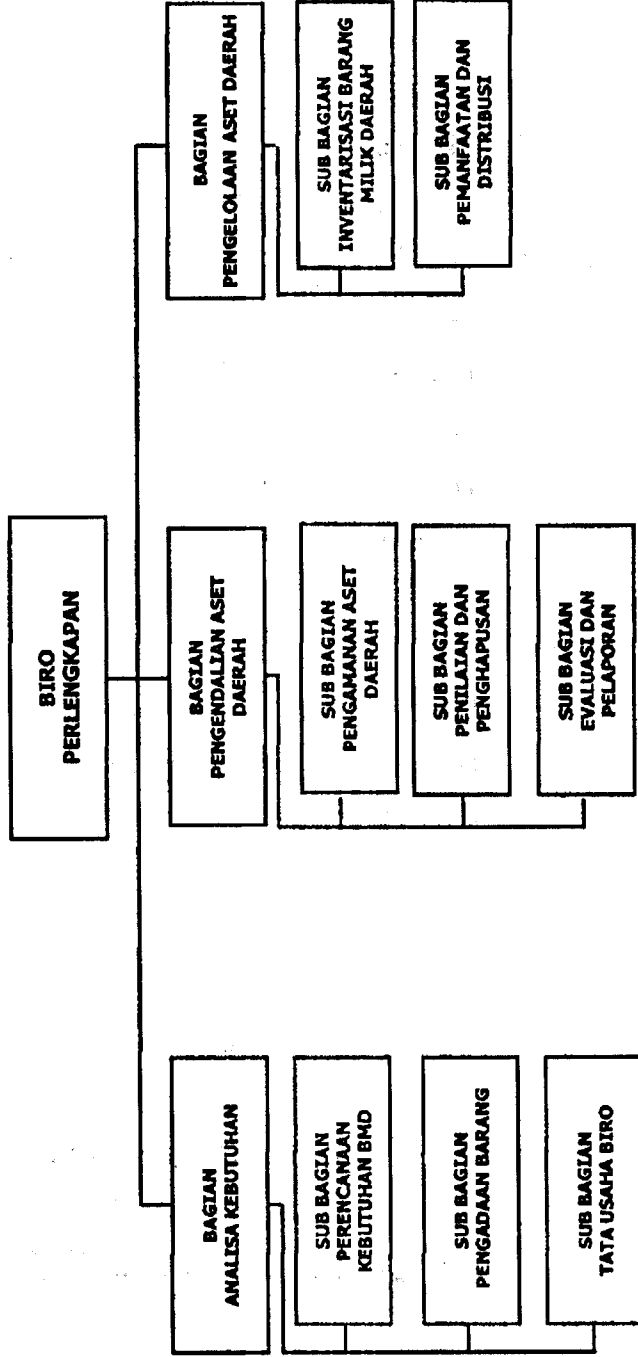 BIRO
PERLENGKAPAN
BAGIAN
ANALISA KEBUTUHAN
SUB BAGIAN
PERENCANAAN
KEBUTUHAN BMD
SUB BAGIAN
PENGADAAN BARANG
SUB BAGIAN
TATA USAHA BIRO
BAGIAN
PENGENDALIAN ASET
DAERAH
SUB BAGIAN
PENGAMANAN ASET
DAERAH
SUB BAGIAN
PENILAIAN DAN
PENGHAPUSAN
SUB BAGIAN
EVALUASI DAN
PELAPORAN
BAGIAN
PENGELOLAAN ASET DAERAH
SUB BAGIAN
INVENTARISASI BARANG
MILIK DAERAH
SUB BAGIAN
PEMANFAATAN DAN
DISTRIBUSI